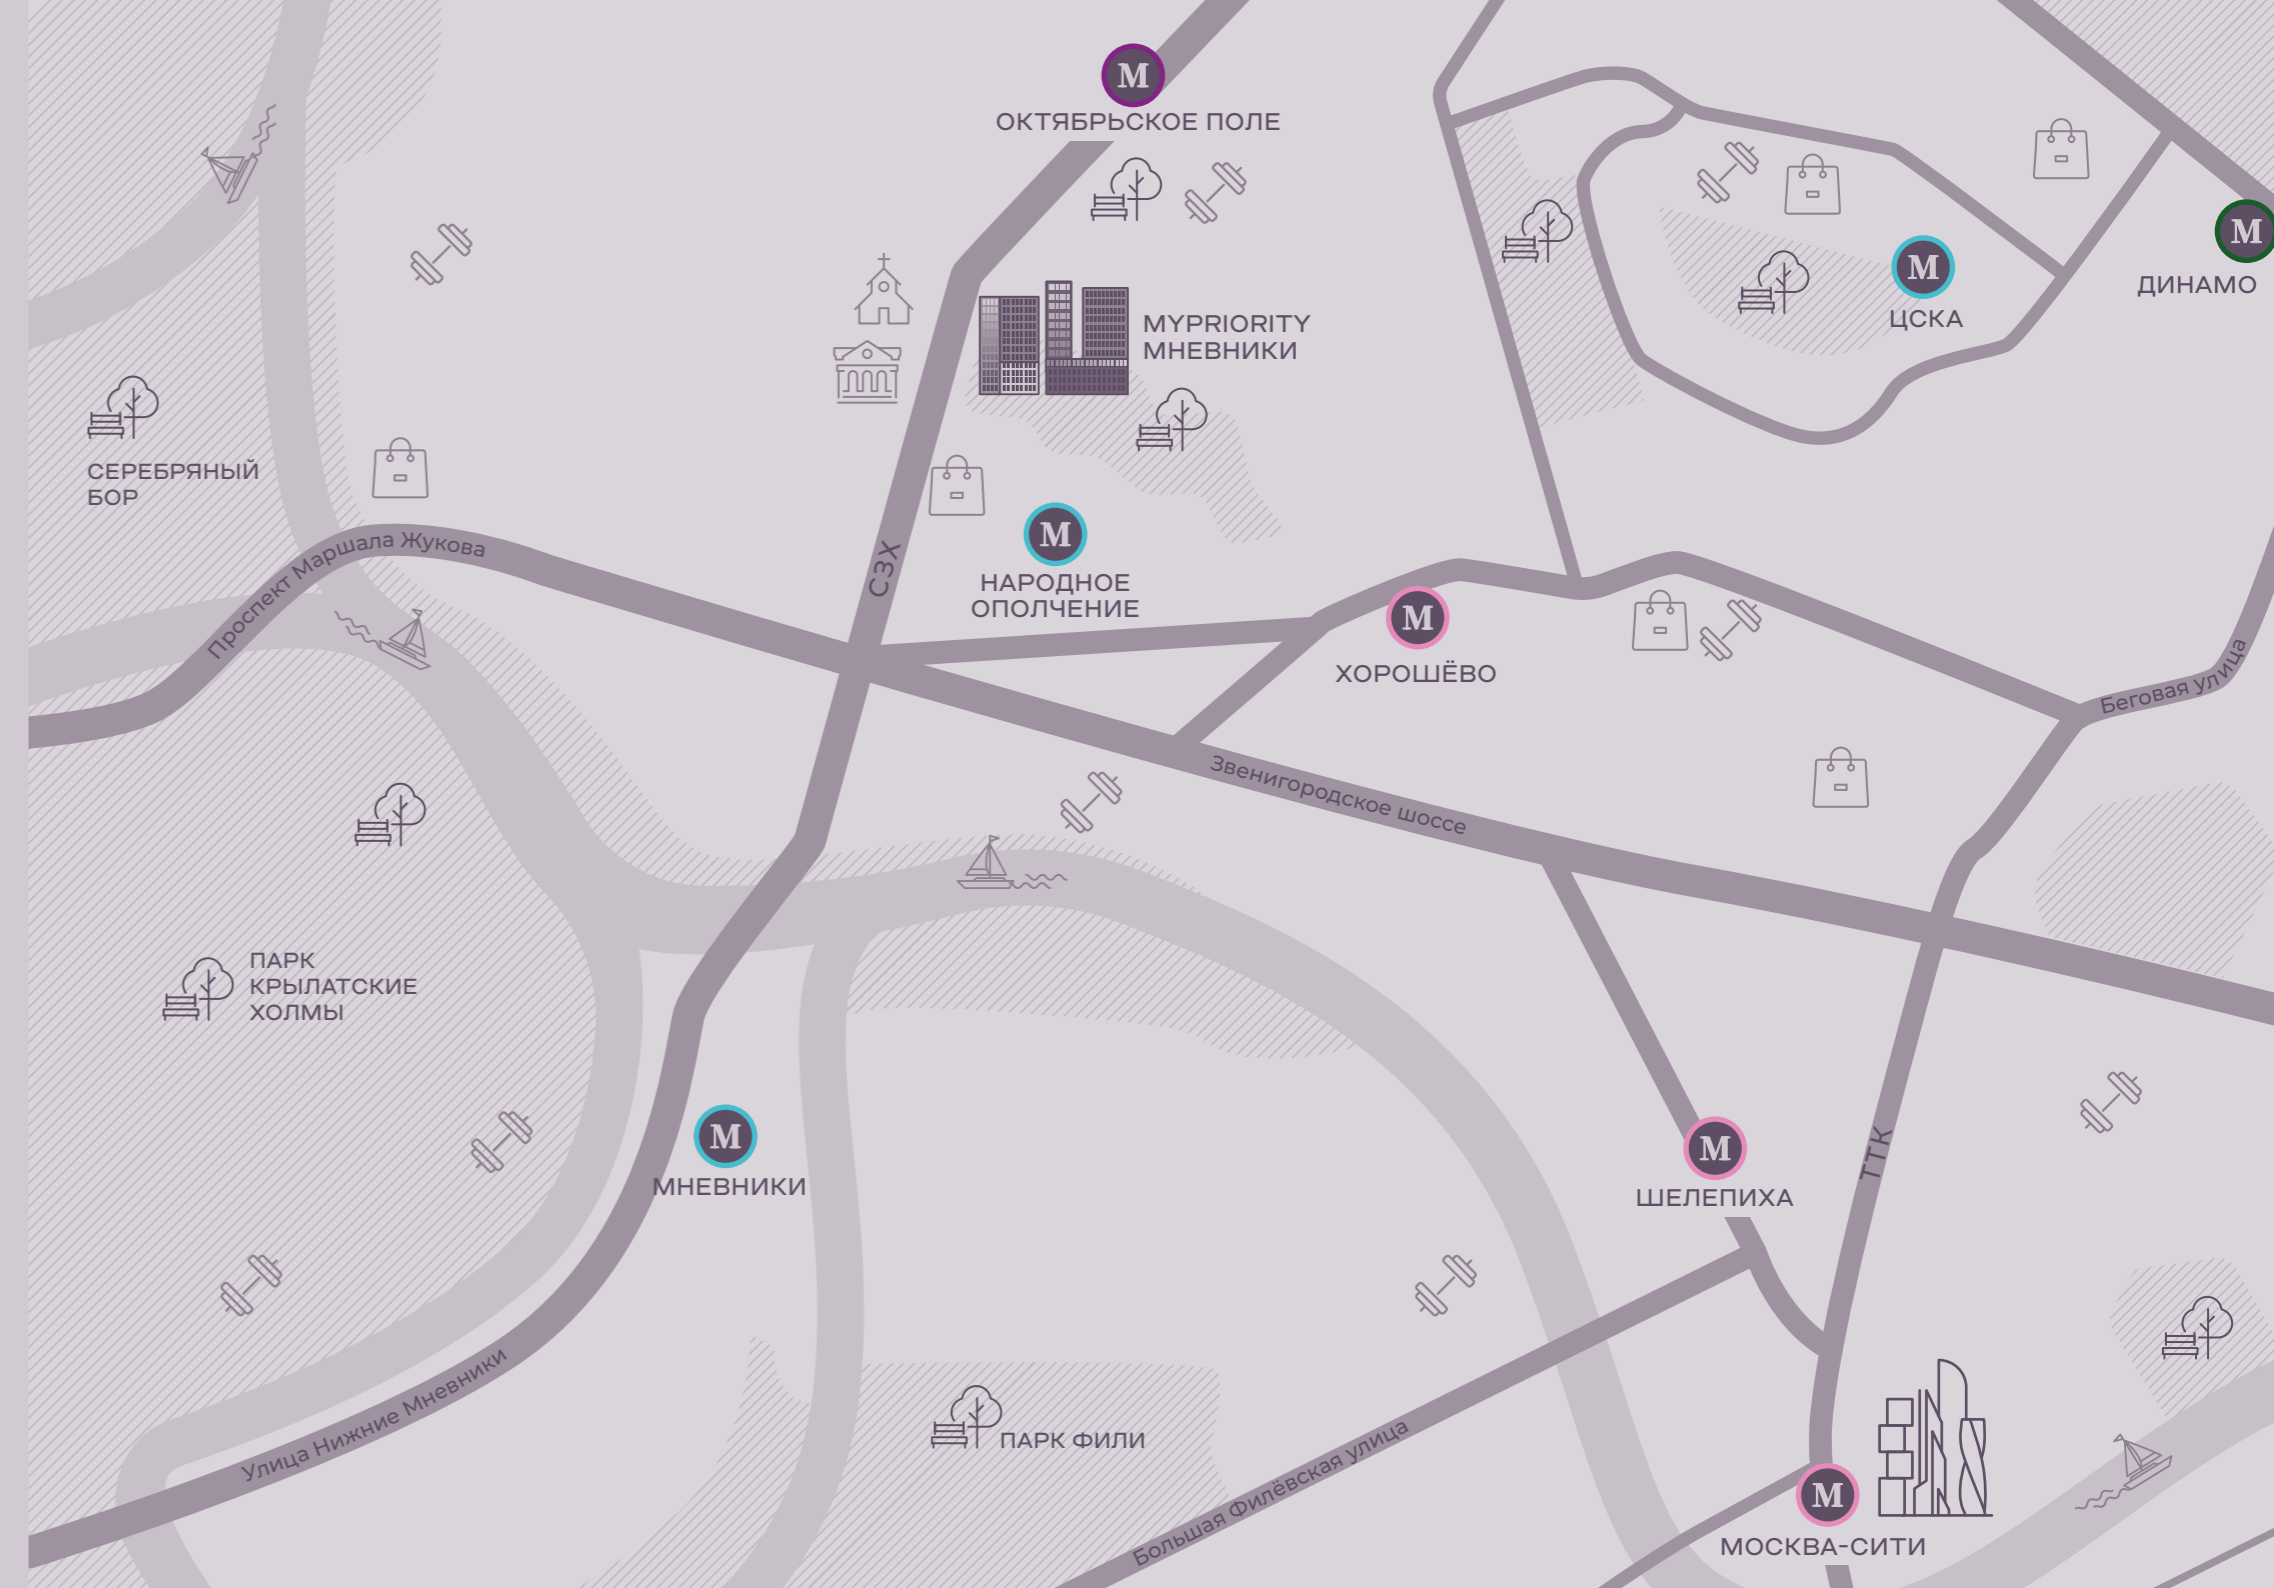 М
ОКТЯБРЬСКОЕ ПОЛЕ
М
ДИНАМО
М
ЦСКА
MYPRIORITY
МНЕВНИКИ
СЕРЕБРЯНЫЙ
БОР
Проспект Маршала Жукова
СЗХ
М
НАРОДНОЕ
ОПОЛЧЕНИЕ
М
ХОРОШЁВО
Беговая улица
Звенигородское шоссе
ПАРК
КРЫЛАТСКИЕ
ХОЛМЫ
М
МНЕВНИКИ
М
ШЕЛЕПИХА
ТТК
Улица Нижние Мневники
ПАРК ФИЛИ
Большая Филёвская улица
М
МОСКВА-СИТИ